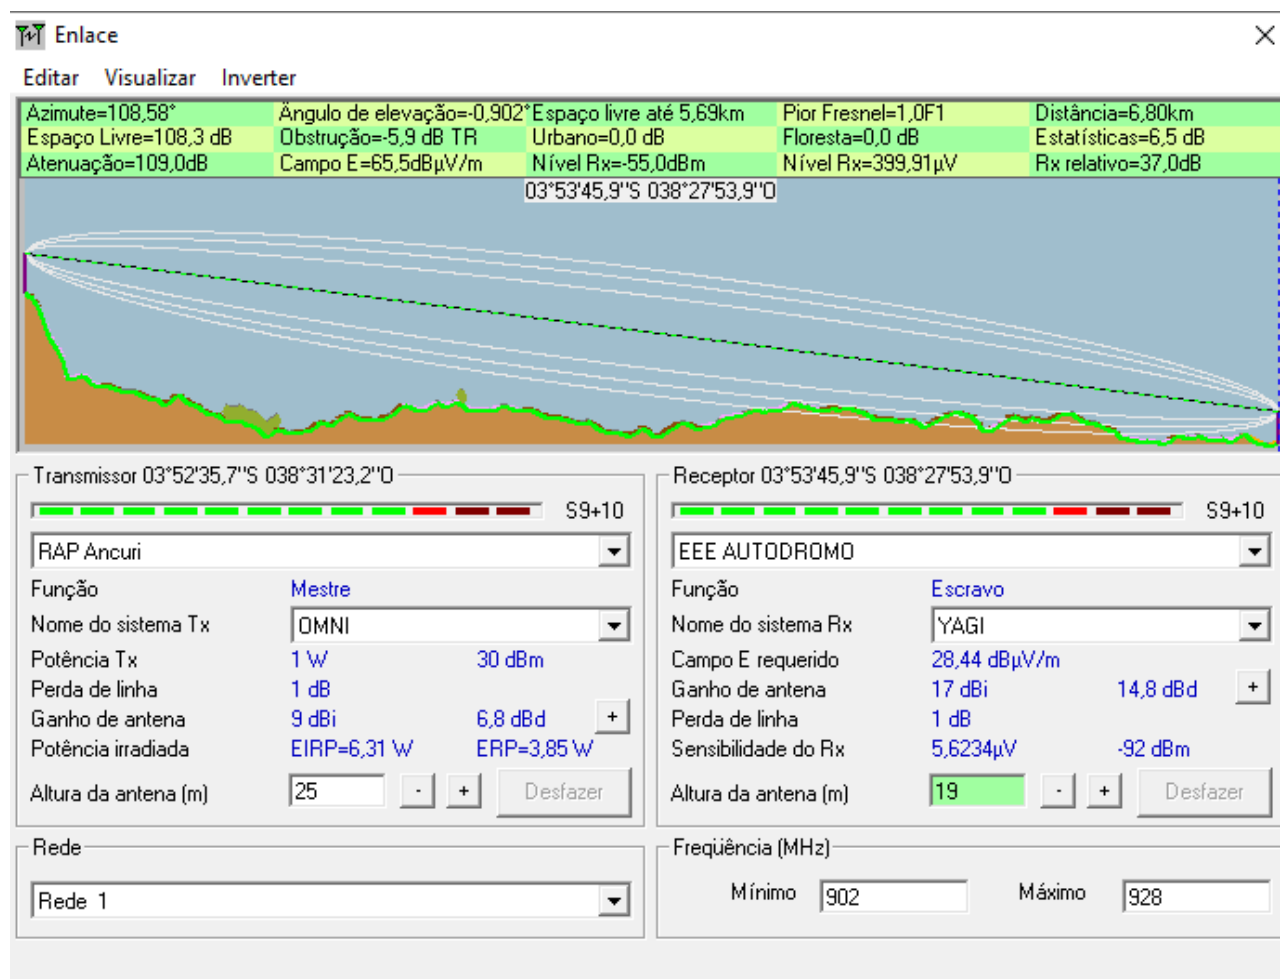 Enlace
Editar Visualizar Inverter
Azimute=108,58° Ângulo de elevação=-0,902° Espaço livre até 5,69km Pior Fresnel=1,0F1 Distância=6,80km
Espaço Livre=108,3 dB Obstrução=-5,9 dB TR Urbano=0,0 dB Floresta=0,0 dB Estatísticas=6,5 dB
Atenuação=109,0dB Campo E=65,5dBµV/m Nível Rx=-55,0dBm Nível Rx=399,91µV Rx relativo=37,0dB
03°53'45,9''S 038°27'53,9''O
Transmissor 03°52'35,7''S 038°31'23,2''O
S9+10
RAP Ancuri
Função Mestre
Nome do sistema Tx OMNI
Potência Tx 1 W 30 dBm
Perda de linha 1 dB
Ganho de antena 9 dBi 6,8 dBd +
Potência irradiada EIRP=6,31 W ERP=3,85 W
Altura da antena (m) 25 - + Desfazer
Rede
Rede 1
Receptor 03°53'45,9''S 038°27'53,9''O
S9+10
EEE AUTODROMO
Função Escravo
Nome do sistema Rx YAGI
Campo E requerido 28,44 dBµV/m
Ganho de antena 17 dBi 14,8 dBd +
Perda de linha 1 dB
Sensibilidade do Rx 5,6234µV -92 dBm
Altura da antena (m) 19 - + Desfazer
Freqüência (MHz)
Mínimo 902 Máximo 928